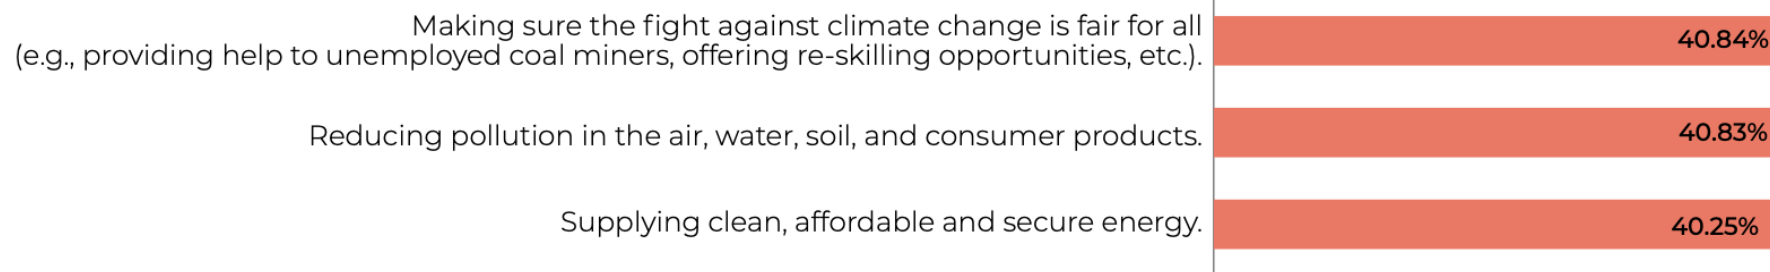 Making sure the fight against climate change is fair for all
(e.g., providing help to unemployed coal miners, offering re-skilling opportunities, etc.).
40.84%
Reducing pollution in the air, water, soil, and consumer products.
40.83%
Supplying clean, affordable and secure energy.
40.25%